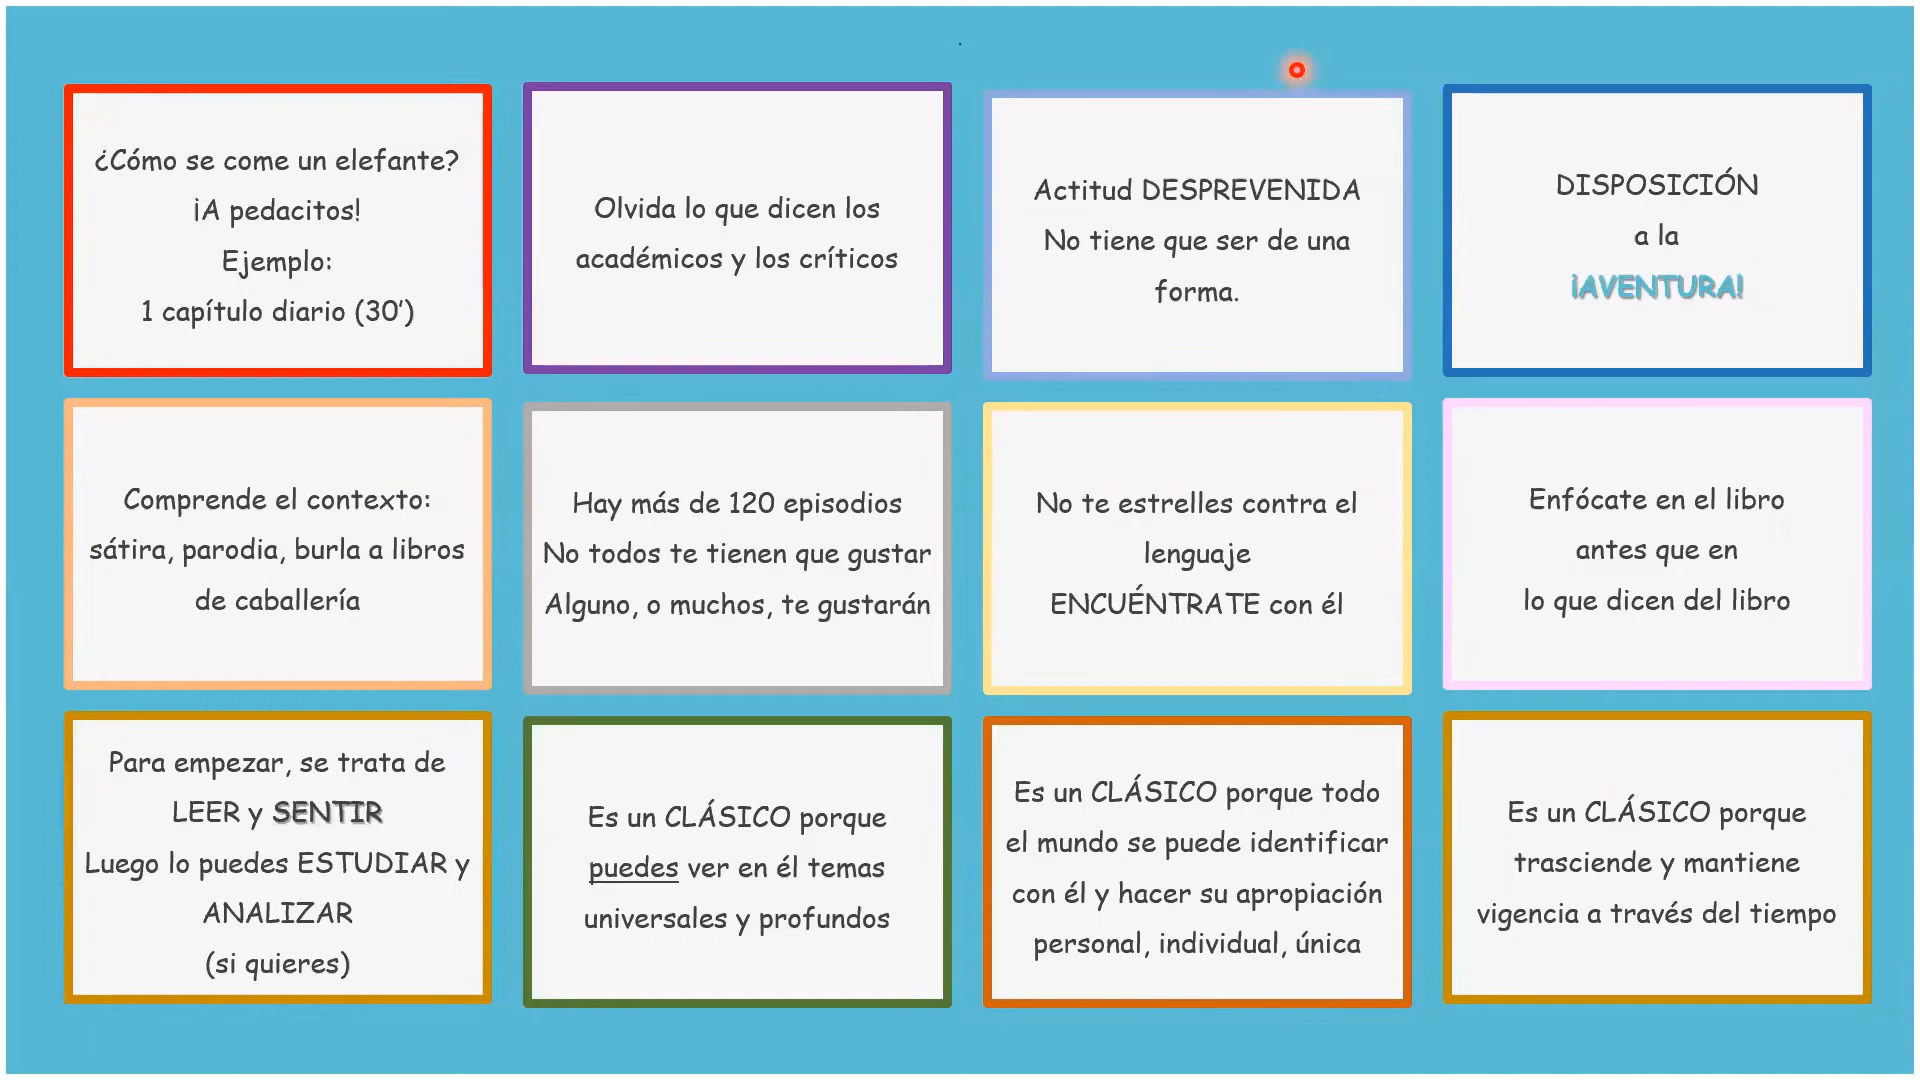 ¿Cómo se come un elefante?
¡A pedacitos!
Ejemplo:
1 capítulo diario (30’)
Olvida lo que dicen los
académicos y los críticos
Actitud DESPREVENIDA
No tiene que ser de una
forma.
DISPOSICIÓN
a la
¡AVENTURA!
Comprende el contexto:
sátira, parodia, burla a libros
de caballería
Hay más de 120 episodios
No todos te tienen que gustar
Alguno, o muchos, te gustarán
No te estrelles contra el
lenguaje
ENCUÉNTRATE con él
Enfócate en el libro
antes que en
lo que dicen del libro
Para empezar, se trata de
LEER y SENTIR
Luego lo puedes ESTUDIAR y
ANALIZAR
(si quieres)
Es un CLÁSICO porque
puedes ver en él temas
universales y profundos
Es un CLÁSICO porque todo
el mundo se puede identificar
con él y hacer su apropiación
personal, individual, única
Es un CLÁSICO porque
trasciende y mantiene
vigencia a través del tiempo